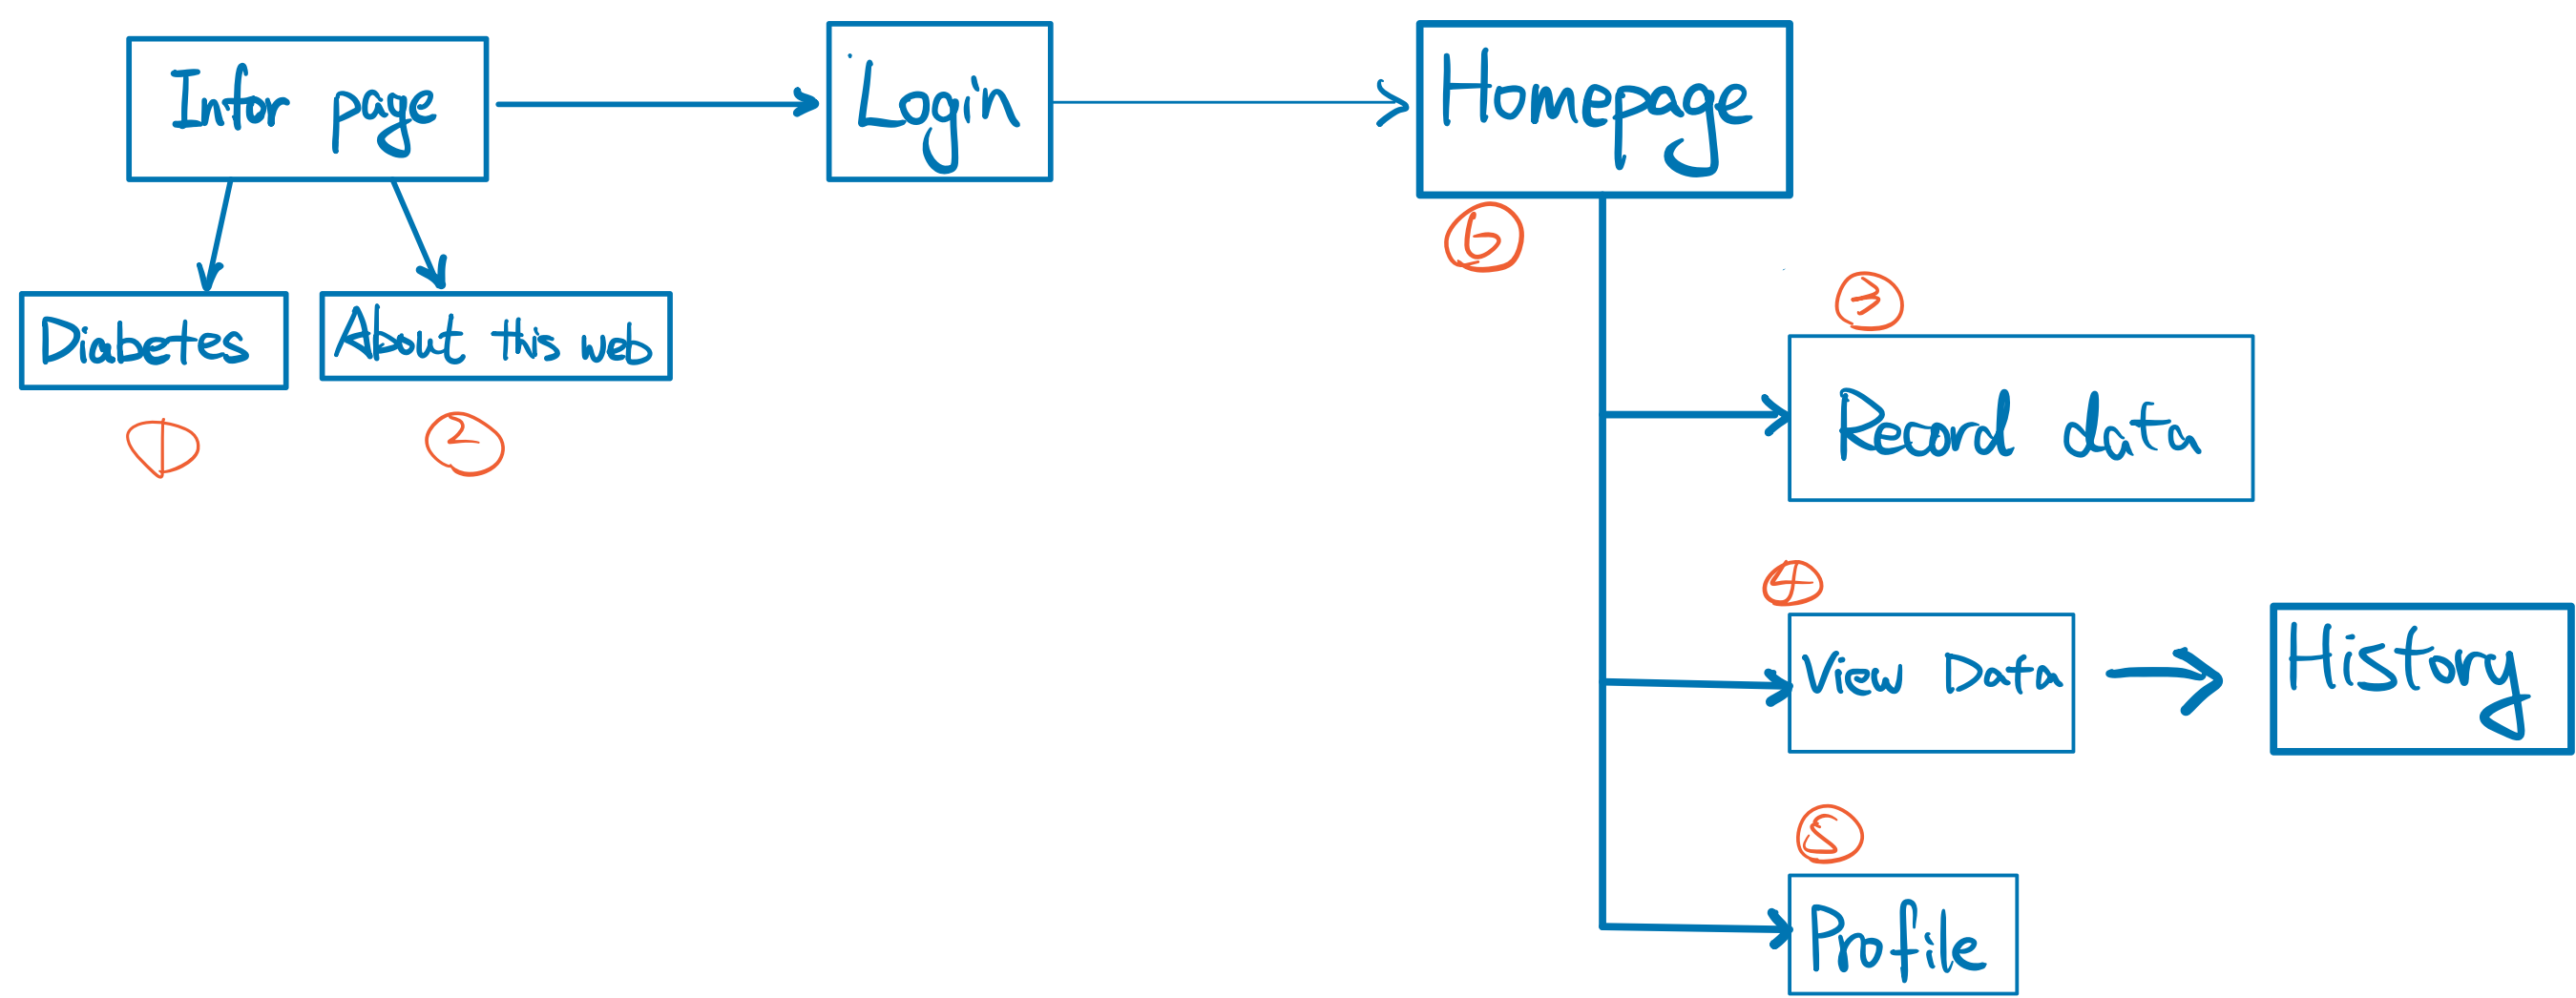 Infor page
Login
Homepage
6
Diabetes
About this web
1
2
3
Record data
4
View Data
History
5
Profile